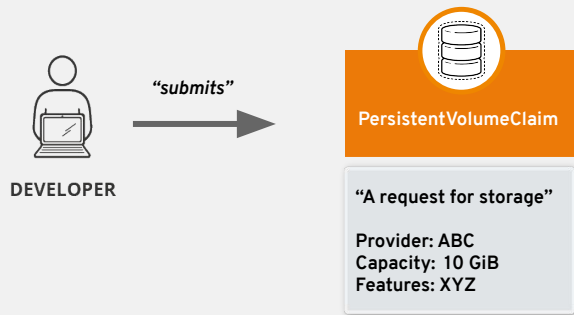 “submits”
DEVELOPER
PersistentVolumeClaim
“A request for storage”
Provider: ABC
Capacity: 10 GiB
Features: XYZ